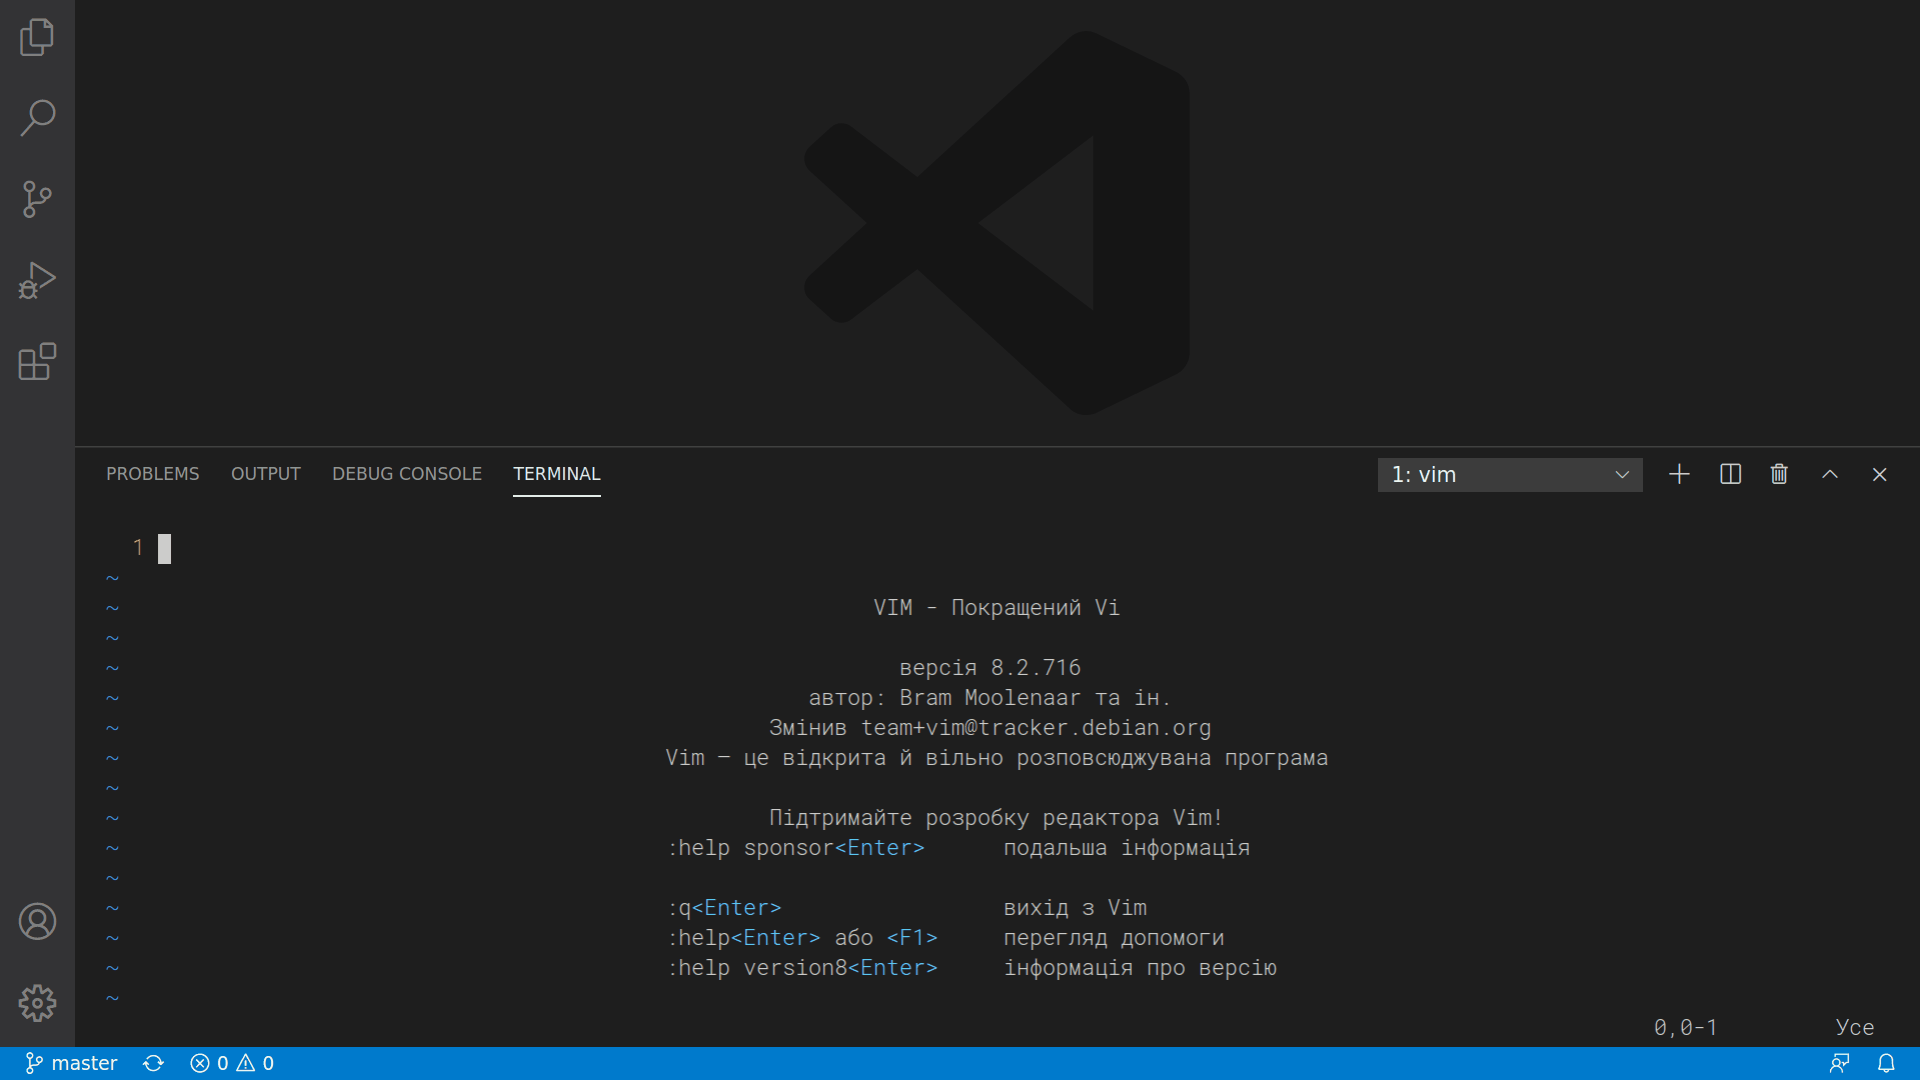 PROBLEMS OUTPUT DEBUG CONSOLE TERMINAL 1: vim
1
~
~ VIM - Покращений Vi
~
~ версія 8.2.716
~ автор: Bram Moolenaar та ін.
~ Змінив team+vim@tracker.debian.org
~ Vim — це відкрита й вільно розповсюджувана програма
~
~ Підтримайте розробку редактора Vim!
~ :help sponsor<Enter> подальша інформація
~
~ :q<Enter> вихід з Vim
~ :help<Enter> або <F1> перегляд допомоги
~ :help version8<Enter> інформація про версію
~
0,0-1 Усе
master 0 0